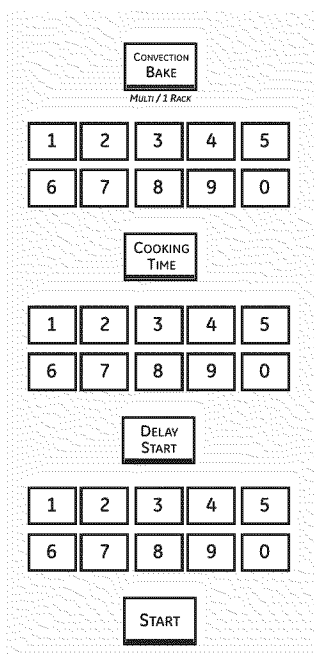 CONVECTION
BAKE
MULTI / 1 RACK
1 2 3 4 5
6 7 8 9 0
COOKING
TIME
1 2 3 4 5
6 7 8 9 0
DELAY
START
1 2 3 4 5
6 7 8 9 0
START